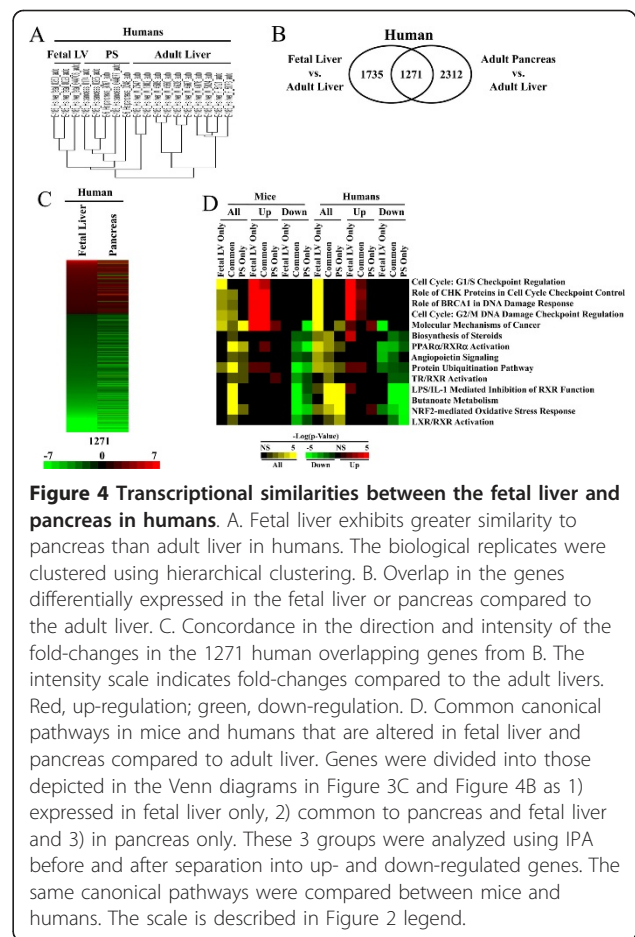 A
Humans
Fetal LV PS Adult Liver
B
Human
Fetal Liver
vs.
Adult Liver
1735 1271 2312
Adult Pancreas
vs.
Adult Liver
C
Human
Fetal Liver
Pancreas
1271
-7 0 7
D
Mice Humans
All Up Down All Up Down
Fetal LV Only
Common
PS Only
Fetal LV Only
Common
PS Only
Fetal LV Only
Common
PS Only
Fetal LV Only
Common
PS Only
Fetal LV Only
Common
PS Only
Fetal LV Only
Common
PS Only
Cell Cycle: G1/S Checkpoint Regulation
Role of CHK Proteins in Cell Cycle Checkpoint Control
Role of BRCA1 in DNA Damage Response
Cell Cycle: G2/M DNA Damage Checkpoint Regulation
Molecular Mechanisms of Cancer
Biosynthesis of Steroids
PPARα/RXRα Activation
Angiopoietin Signaling
Protein Ubiquitination Pathway
TR/RXR Activation
LPS/IL-1 Mediated Inhibition of RXR Function
Butanoate Metabolism
NRF2-mediated Oxidative Stress Response
LXR/RXR Activation
-Log(p-Value)
NS 5 NS 5
All Down Up
Figure 4 Transcriptional similarities between the fetal liver and
pancreas in humans. A. Fetal liver exhibits greater similarity to
pancreas than adult liver in humans. The biological replicates were
clustered using hierarchical clustering. B. Overlap in the genes
differentially expressed in the fetal liver or pancreas compared to
the adult liver. C. Concordance in the direction and intensity of the
fold-changes in the 1271 human overlapping genes from B. The
intensity scale indicates fold-changes compared to the adult livers.
Red, up-regulation; green, down-regulation. D. Common canonical
pathways in mice and humans that are altered in fetal liver and
pancreas compared to adult liver. Genes were divided into those
depicted in the Venn diagrams in Figure 3C and Figure 4B as 1)
expressed in fetal liver only, 2) common to pancreas and fetal liver
and 3) in pancreas only. These 3 groups were analyzed using IPA
before and after separation into up- and down-regulated genes. The
same canonical pathways were compared between mice and
humans. The scale is described in Figure 2 legend.